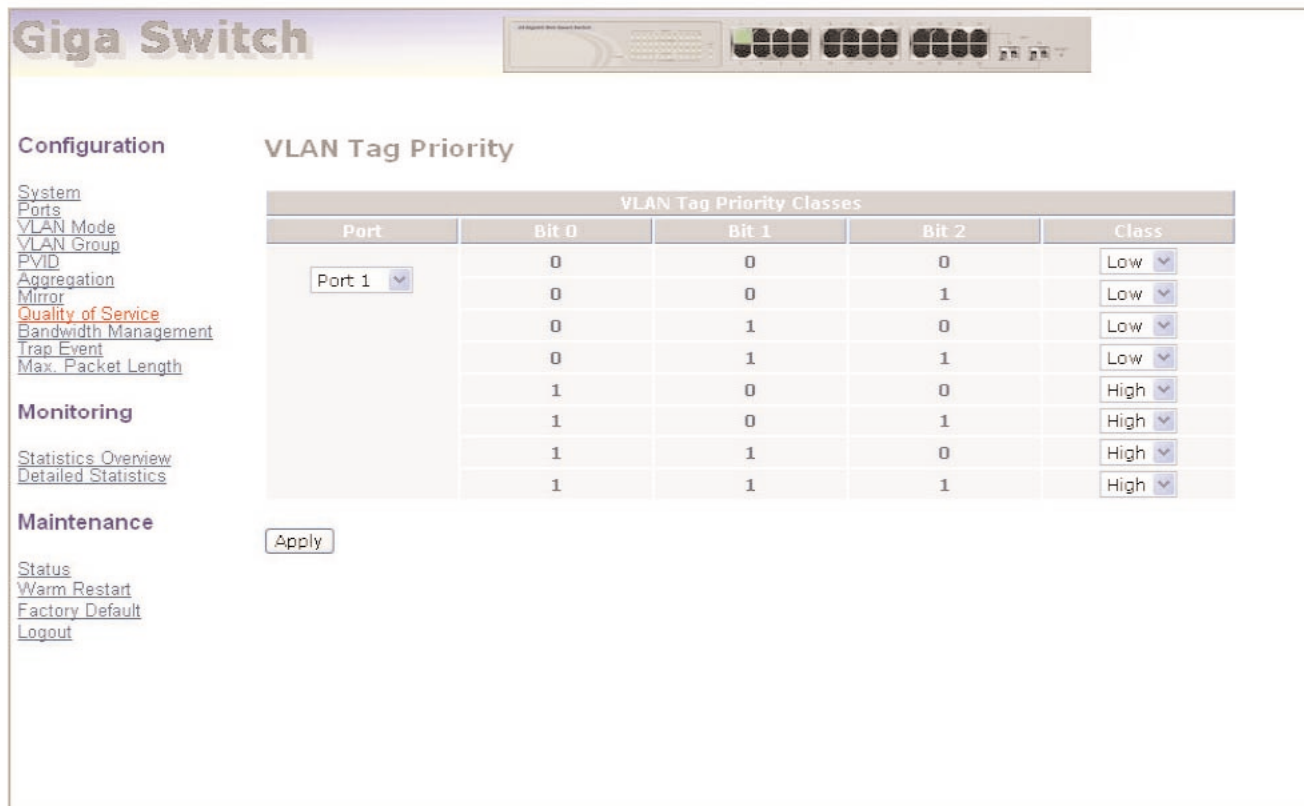 Giga Switch
Configuration
System
Ports
VLAN Mode
VLAN Group
PVID
Aggregation
Mirror
Quality of Service
Bandwidth Management
Trap Event
Max. Packet Length
Monitoring
Statistics Overview
Detailed Statistics
Maintenance
Status
Warm Restart
Factory Default
Logout
VLAN Tag Priority
VLAN Tag Priority Classes
Port Bit 0 Bit 1 Bit 2 Class
Port 1 0 0 0 Low
0 0 1 Low
0 1 0 Low
0 1 1 Low
1 0 0 High
1 0 1 High
1 1 0 High
1 1 1 High
Apply